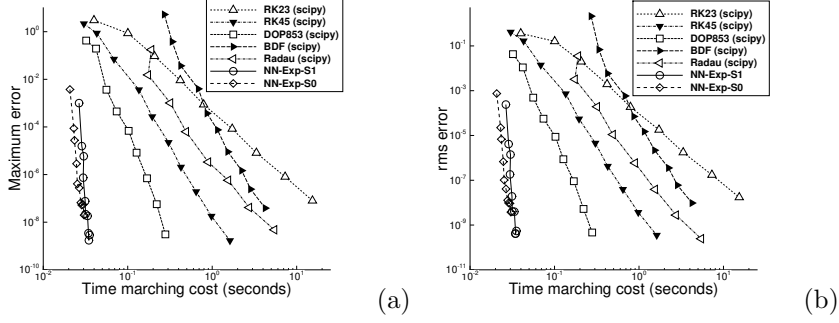 RK23 (scipy)
RK45 (scipy)
DOP853 (scipy)
BDF (scipy)
Radau (scipy)
NN-Exp-S1
NN-Exp-S0
Maximum error
10^0
10^-2
10^-4
10^-6
10^-8
10^-10
10^-2
10^-1
10^0
10^1
Time marching cost (seconds)
(a)
RK23 (scipy)
RK45 (scipy)
DOP853 (scipy)
BDF (scipy)
Radau (scipy)
NN-Exp-S1
NN-Exp-S0
rms error
10^1
10^-1
10^-3
10^-5
10^-7
10^-9
10^-11
10^-2
10^-1
10^0
10^1
Time marching cost (seconds)
(b)